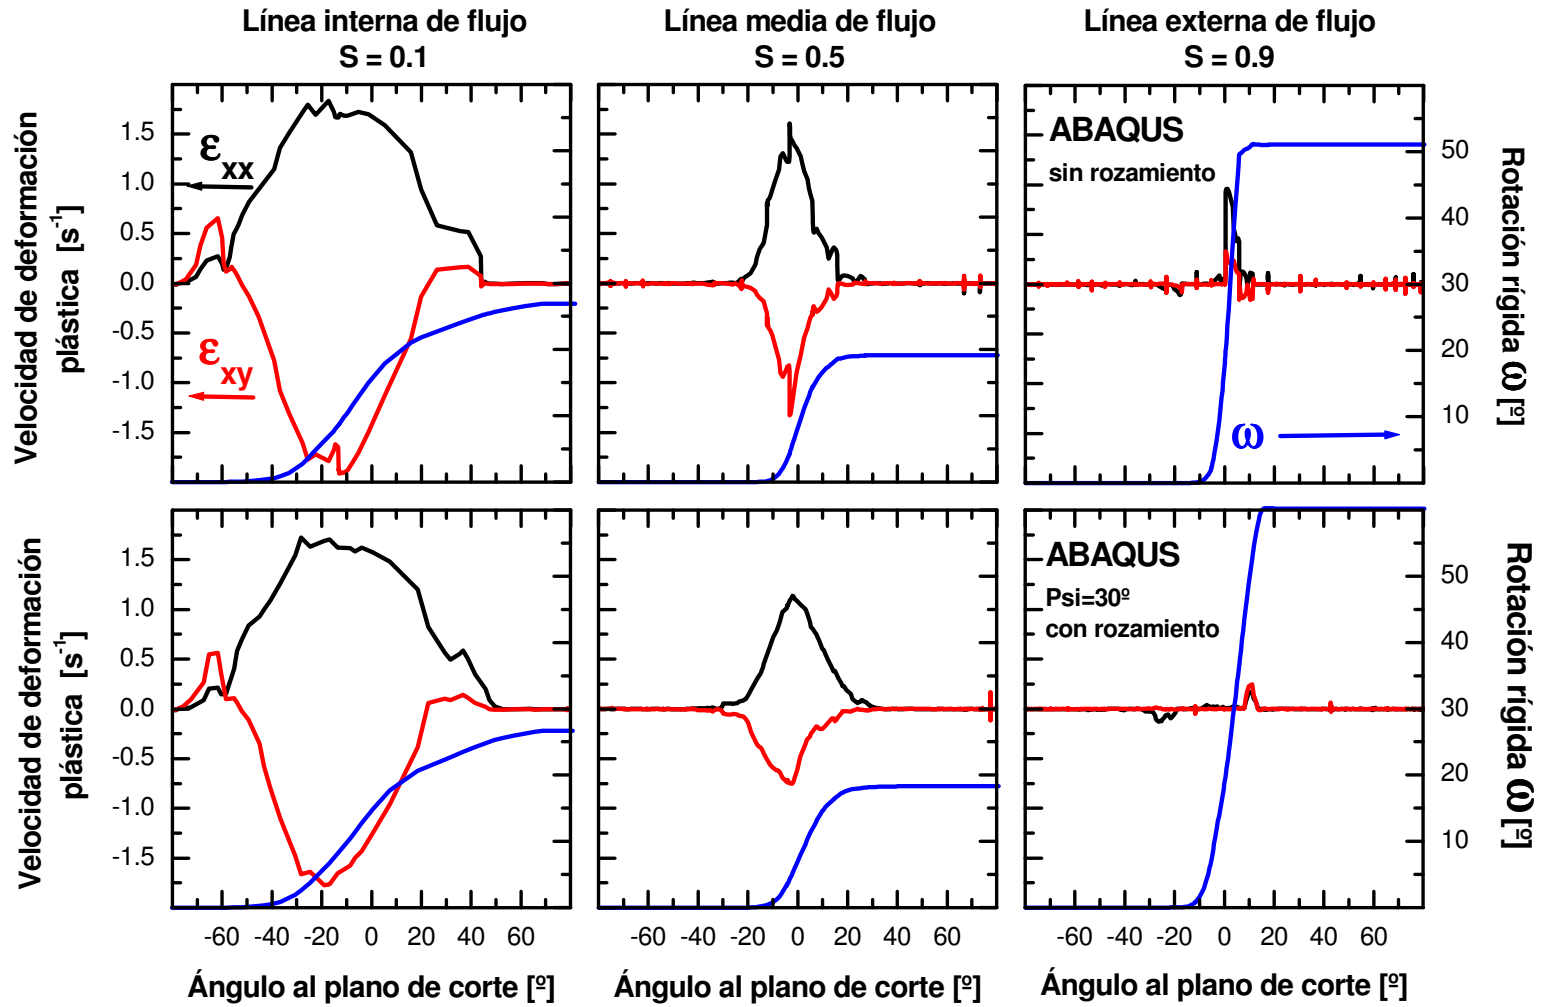 Línea interna de flujo
S = 0.1
Línea media de flujo
S = 0.5
Línea externa de flujo
S = 0.9
Velocidad de deformación
plástica [s⁻¹]
1.5
1.0
0.5
0.0
-0.5
-1.0
-1.5
εxx
εxy
ABAQUS
sin rozamiento
ω
50
40
30
20
10
Rotación rígida ω [º]
Velocidad de deformación
plástica [s⁻¹]
1.5
1.0
0.5
0.0
-0.5
-1.0
-1.5
ABAQUS
Psi=30º
con rozamiento
50
40
30
20
10
Rotación rígida ω [º]
-60 -40 -20 0 20 40 60
-60 -40 -20 0 20 40 60
-60 -40 -20 0 20 40 60
Ángulo al plano de corte [º]
Ángulo al plano de corte [º]
Ángulo al plano de corte [º]